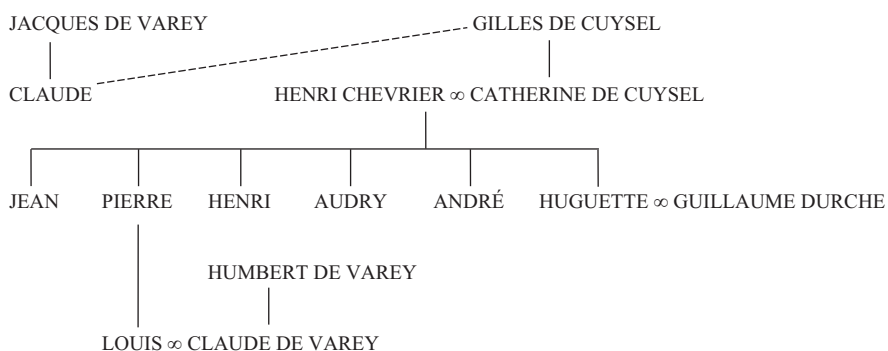 JACQUES DE VAREY GILLES DE CUYSEL
CLAUDE HENRI CHEVRIER ∞ CATHERINE DE CUYSEL
JEAN PIERRE HENRI AUDRY ANDRÉ HUGUETTE ∞ GUILLAUME DURCHE
HUMBERT DE VAREY
LOUIS ∞ CLAUDE DE VAREY